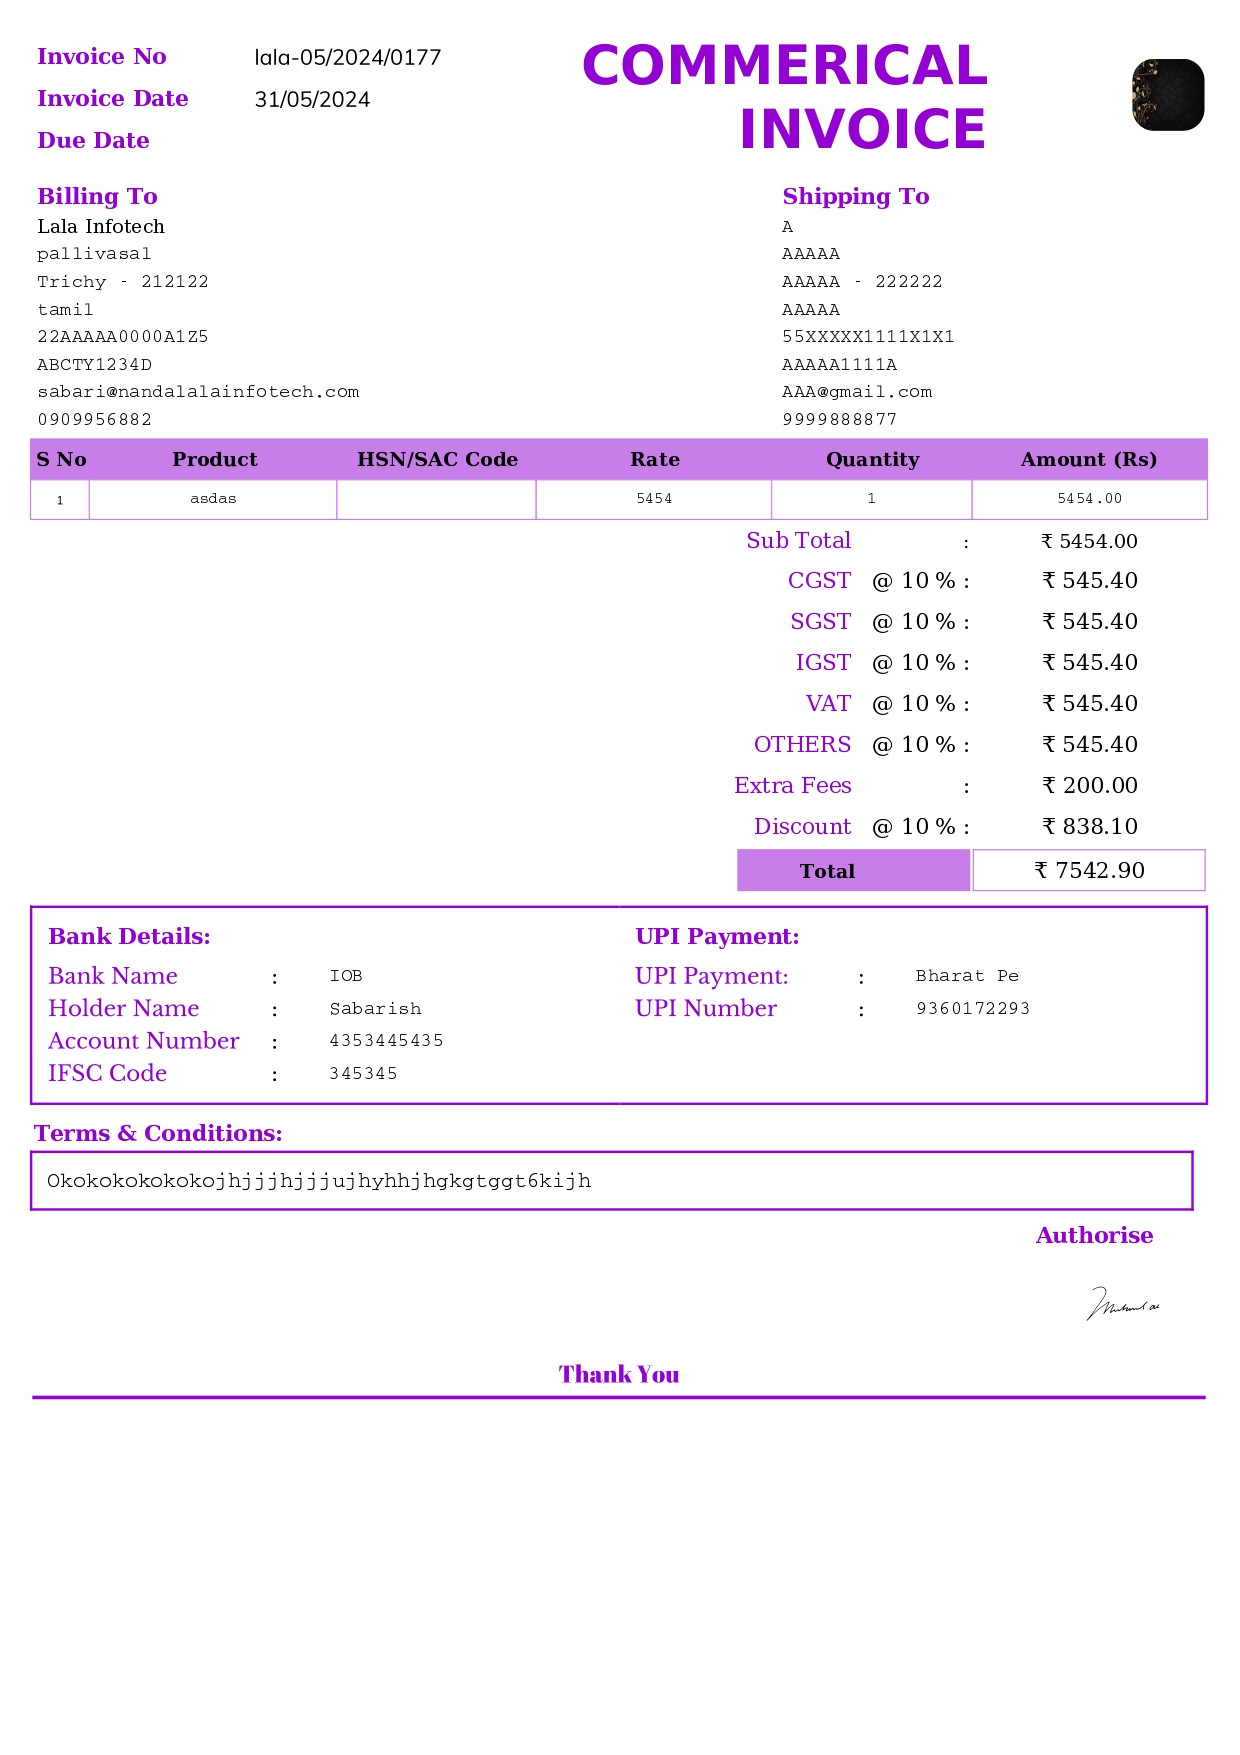 Invoice No lala-05/2024/0177
Invoice Date 31/05/2024
Due Date
COMMERICAL
INVOICE
Billing To
Lala Infotech
pallivasal
Trichy - 212122
tamil
22AAAAA0000A1Z5
ABCTY1234D
sabari@nandalalainfotech.com
0909956882
Shipping To
A
AAAAA
AAAAA - 222222
AAAAA
55XXXXX1111X1X1
AAAAA1111A
AAA@gmail.com
9999888877
S No Product HSN/SAC Code Rate Quantity Amount (Rs)
1 asdas 5454 1 5454.00
Sub Total : ₹ 5454.00
CGST @ 10 % : ₹ 545.40
SGST @ 10 % : ₹ 545.40
IGST @ 10 % : ₹ 545.40
VAT @ 10 % : ₹ 545.40
OTHERS @ 10 % : ₹ 545.40
Extra Fees : ₹ 200.00
Discount @ 10 % : ₹ 838.10
Total ₹ 7542.90
Bank Details:
Bank Name : IOB
Holder Name : Sabarish
Account Number : 4353445435
IFSC Code : 345345
UPI Payment:
UPI Payment: : Bharat Pe
UPI Number : 9360172293
Terms & Conditions:
Okokokokokokojhjjjhjjjujhyhhjhgkgtggt6kijh
Authorise
Thank You